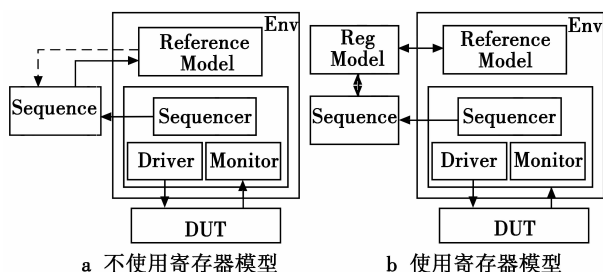 Env
Reference
Model
Sequence
Sequencer
Driver
Monitor
DUT
a 不使用寄存器模型
Env
Reg
Model
Reference
Model
Sequence
Sequencer
Driver
Monitor
DUT
b 使用寄存器模型